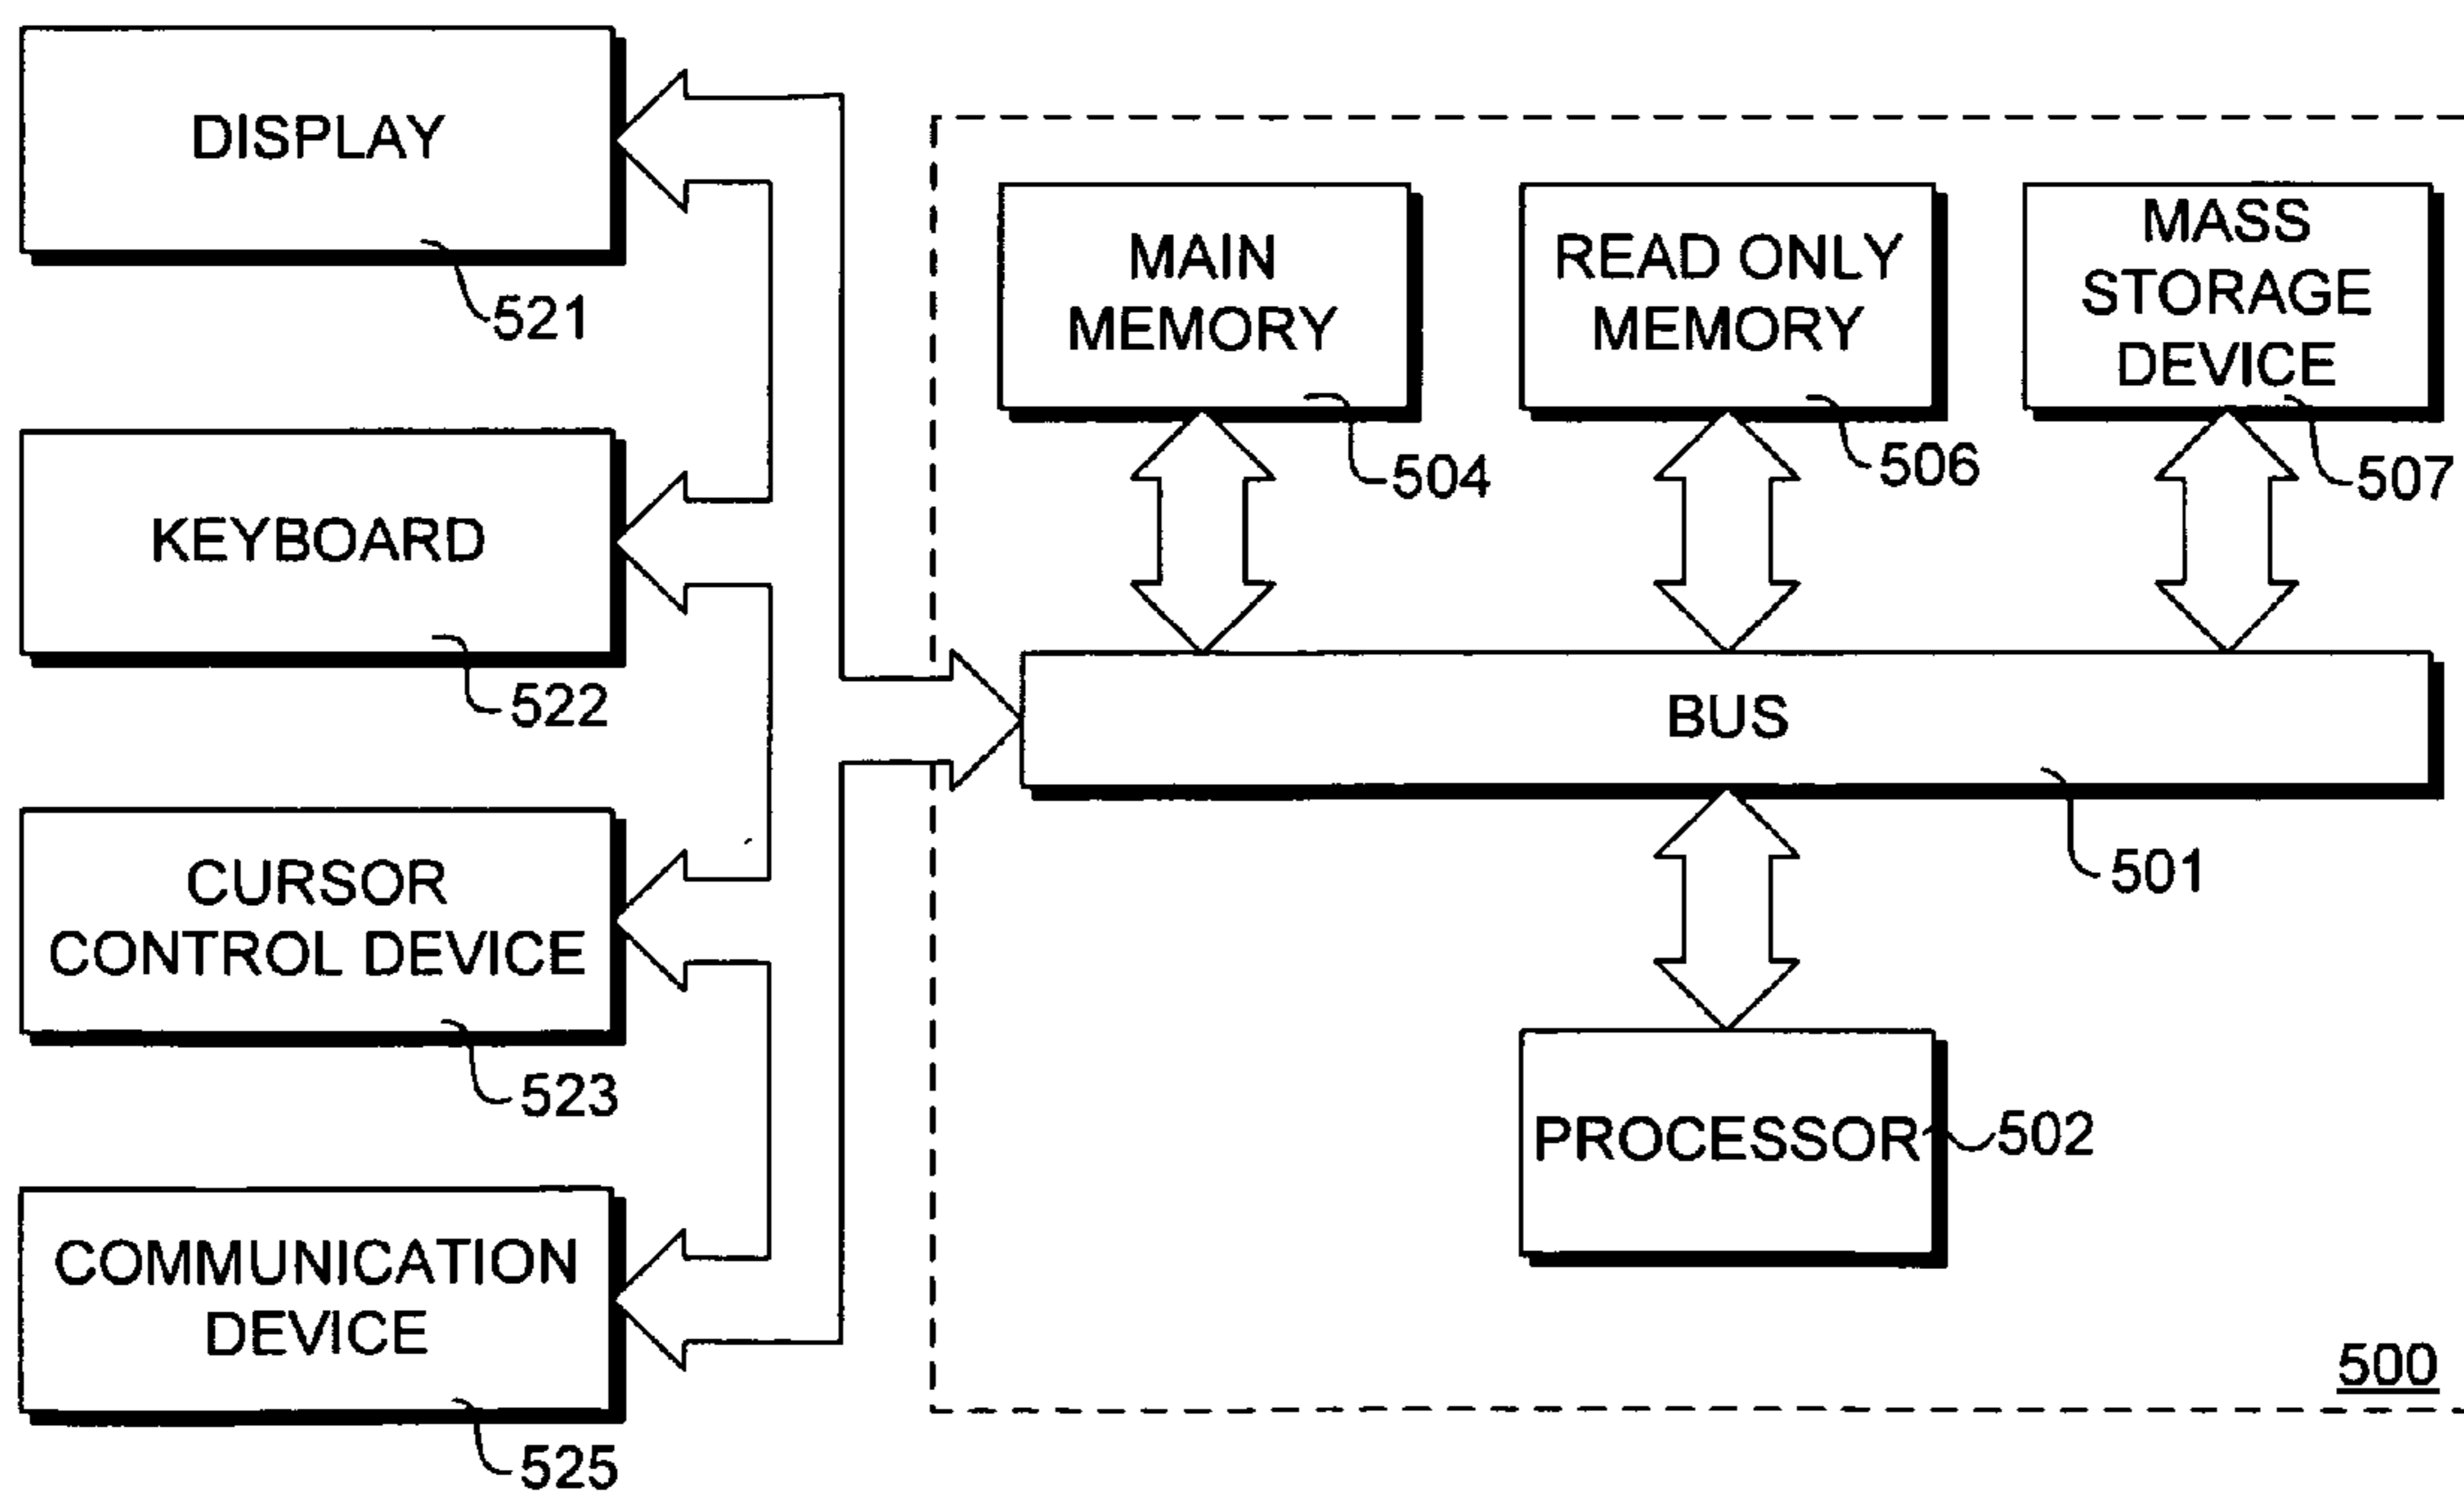 DISPLAY
521
KEYBOARD
522
CURSOR
CONTROL DEVICE
523
COMMUNICATION
DEVICE
525
MAIN
MEMORY
504
READ ONLY
MEMORY
506
MASS
STORAGE
DEVICE
507
BUS
501
PROCESSOR
502
500